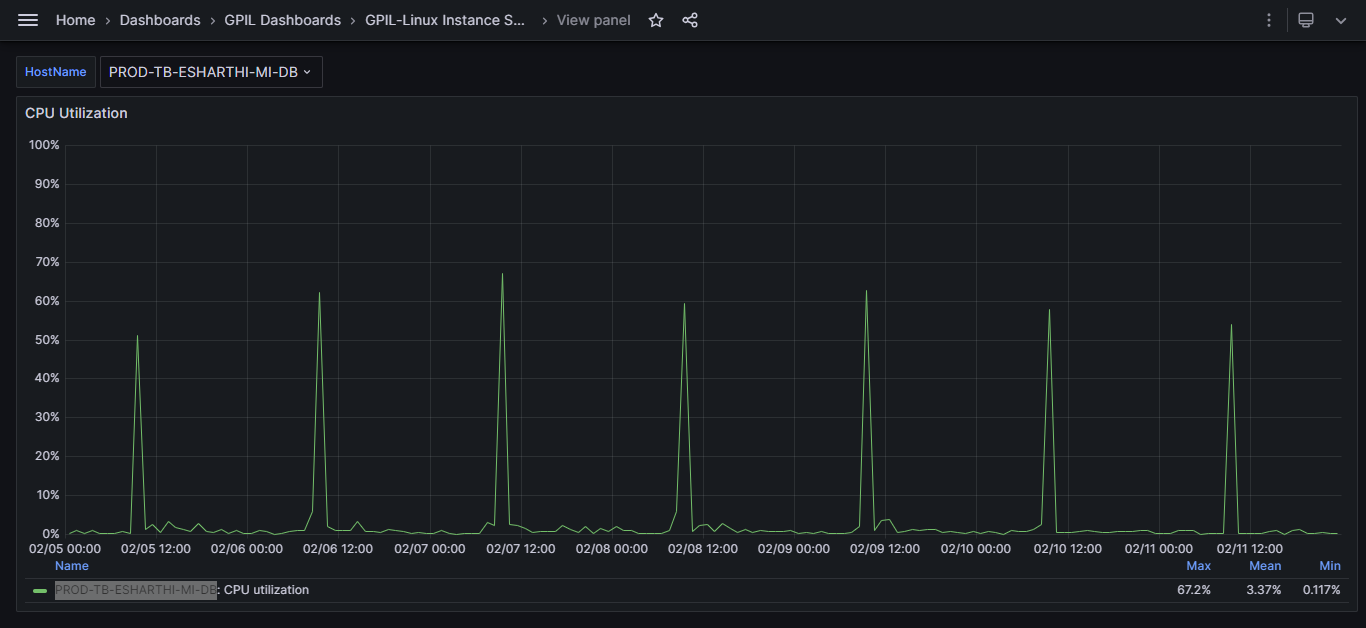 Home › Dashboards › GPIL Dashboards › GPIL-Linux Instance S... › View panel
HostName PROD-TB-ESHARTHI-MI-DB
CPU Utilization
100%
90%
80%
70%
60%
50%
40%
30%
20%
10%
0%
02/05 00:00 02/05 12:00 02/06 00:00 02/06 12:00 02/07 00:00 02/07 12:00 02/08 00:00 02/08 12:00 02/09 00:00 02/09 12:00 02/10 00:00 02/10 12:00 02/11 00:00 02/11 12:00
Name Max Mean Min
PROD-TB-ESHARTHI-MI-DB: CPU utilization 67.2% 3.37% 0.117%